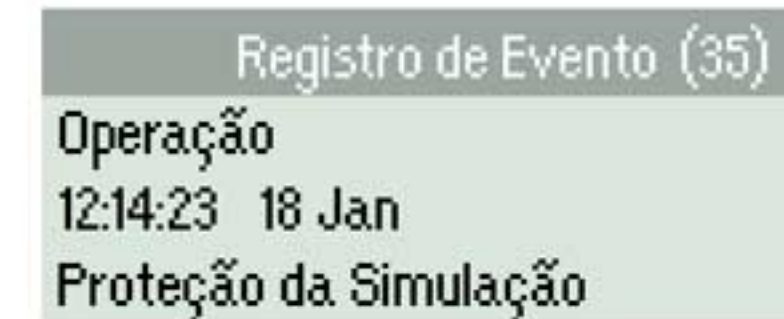 Registro de Evento (35)
Operação
12:14:23 18 Jan
Proteção da Simulação